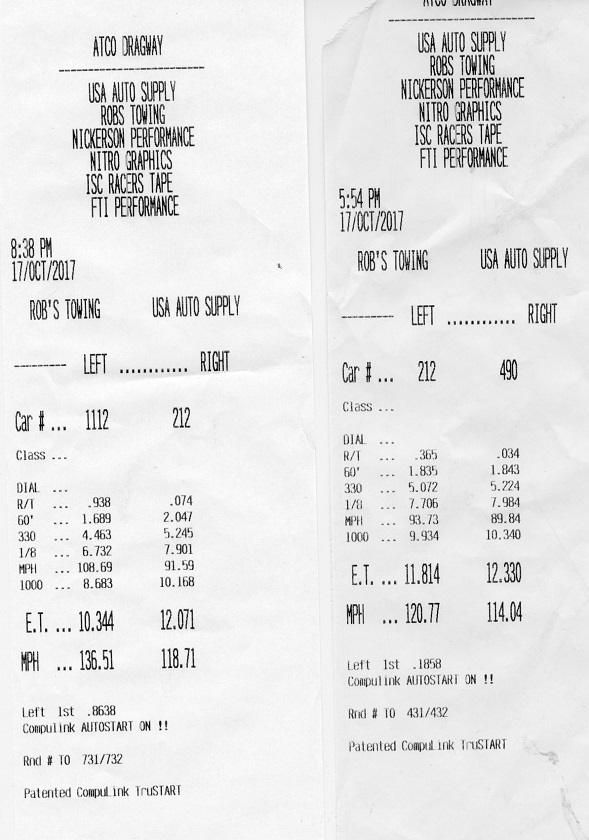 ATCO DRAGWAY
USA AUTO SUPPLY
ROBS TOWING
NICKERSON PERFORMANCE
NITRO GRAPHICS
ISC RACERS TAPE
FTI PERFORMANCE
8:38 PM
17/OCT/2017
ROB'S TOWING USA AUTO SUPPLY
--------- LEFT ............ RIGHT
Car # ... 1112 212
Class ...
DIAL ...
R/T ... .938 .074
60' ... 1.689 2.047
330 ... 4.463 5.245
1/8 ... 6.732 7.901
MPH ... 108.69 91.59
1000 ... 8.683 10.168
E.T. ... 10.344 12.071
MPH ... 136.51 118.71
Left 1st .8638
Compulink AUTOSTART ON !!
Rnd # TO 731/732
Patented CompuLink TruSTART
ATCO DRAGWAY
USA AUTO SUPPLY
ROBS TOWING
NICKERSON PERFORMANCE
NITRO GRAPHICS
ISC RACERS TAPE
FTI PERFORMANCE
5:54 PM
17/OCT/2017
ROB'S TOWING USA AUTO SUPPLY
--------- LEFT ............ RIGHT
Car # ... 212 490
Class ...
DIAL ...
R/T ... .365 .034
60' ... 1.835 1.843
330 ... 5.072 5.224
1/8 ... 7.706 7.984
MPH ... 93.73 89.84
1000 ... 9.934 10.340
E.T. ... 11.814 12.330
MPH ... 120.77 114.04
Left 1st .1858
Compulink AUTOSTART ON !!
Rnd # TO 431/432
Patented CompuLink TruSTART